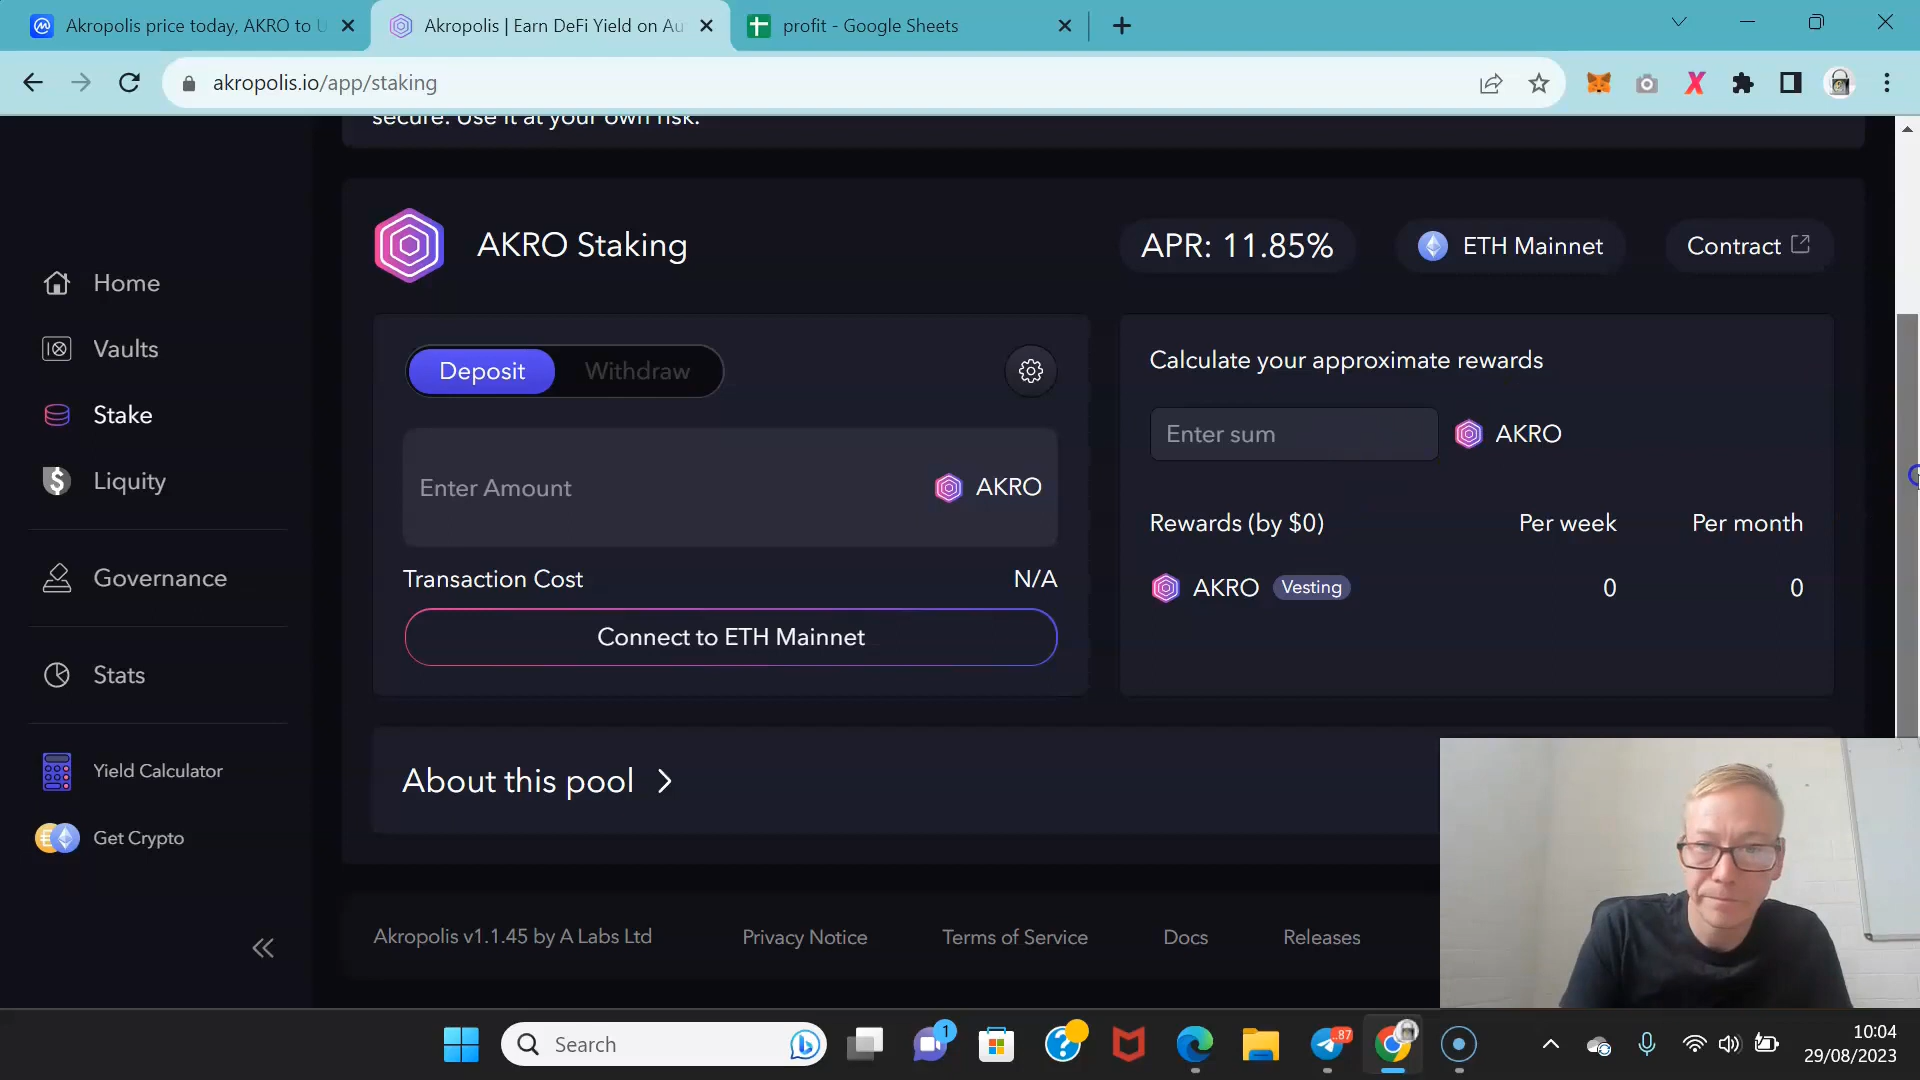 Akropolis price today, AKRO to U
Akropolis | Earn DeFi Yield on Au
profit - Google Sheets
akropolis.io/app/staking
secure. Use it at your own risk.
AKRO Staking
APR: 11.85%
ETH Mainnet
Contract
Home
Vaults
Stake
Liquity
Governance
Stats
Yield Calculator
Get Crypto
Deposit
Withdraw
Enter Amount
AKRO
Transaction Cost
N/A
Connect to ETH Mainnet
Calculate your approximate rewards
Enter sum
AKRO
Rewards (by $0)
Per week
Per month
AKRO
Vesting
0
0
About this pool
Akropolis v1.1.45 by A Labs Ltd
Privacy Notice
Terms of Service
Docs
Releases
Search
1
87
10:04
29/08/2023